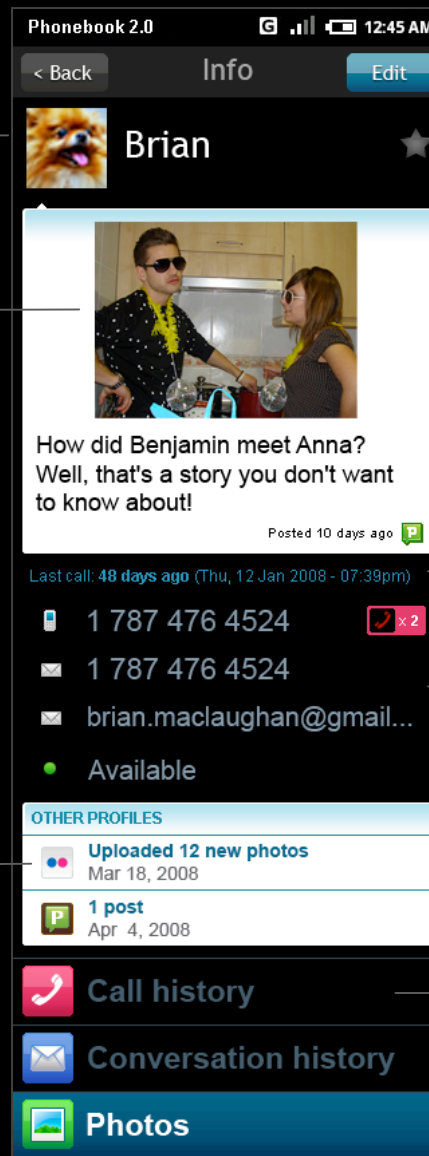 Phonebook 2.0 G 12:45 AM
< Back Info Edit
Brian
How did Benjamin meet Anna?
Well, that's a story you don't want
to know about!
Posted 10 days ago P
Last call: 48 days ago (Thu, 12 Jan 2008 - 07:39pm)
1 787 476 4524 x 2
1 787 476 4524
brian.maclaughan@gmail...
Available
OTHER PROFILES
Uploaded 12 new photos
Mar 18, 2008
P 1 post
Apr 4, 2008
Call history
Conversation history
Photos